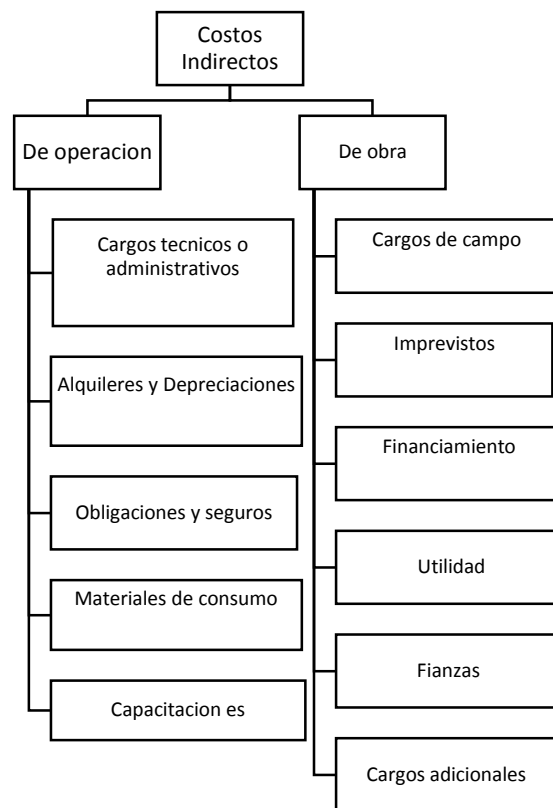 Costos
Indirectos
De operacion
De obra
Cargos tecnicos o
administrativos
Alquileres y Depreciaciones
Obligaciones y seguros
Materiales de consumo
Capacitacion es
Cargos de campo
Imprevistos
Financiamiento
Utilidad
Fianzas
Cargos adicionales